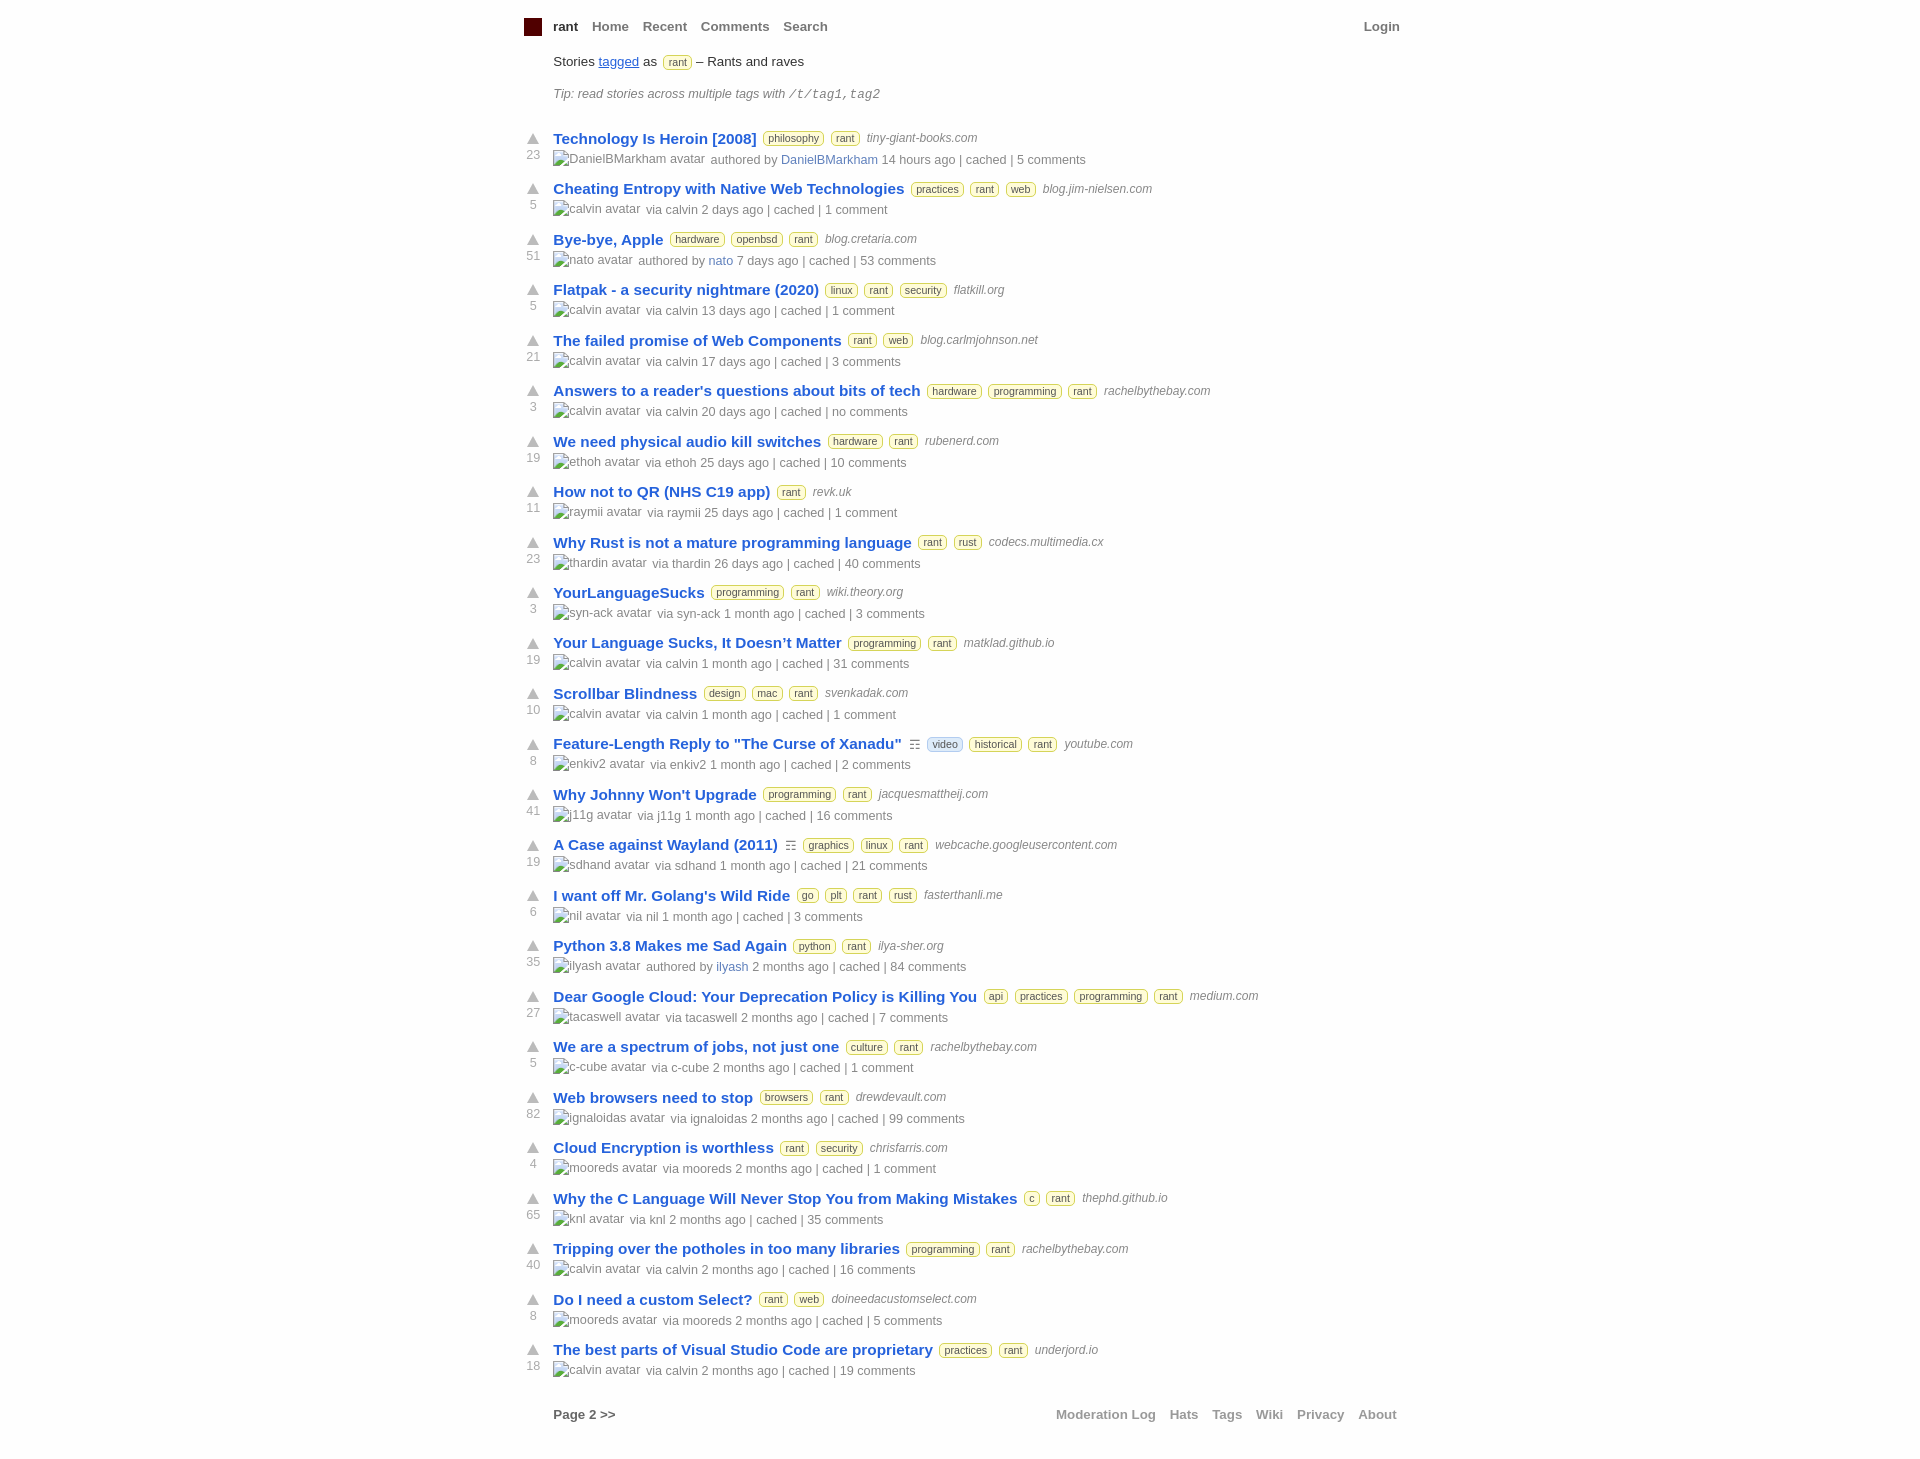 rant Home Recent Comments Search Login
Stories tagged as rant – Rants and raves
Tip: read stories across multiple tags with /t/tag1,tag2
Technology Is Heroin [2008] philosophy rant tiny-giant-books.com
23 DanielBMarkham avatar authored by DanielBMarkham 14 hours ago | cached | 5 comments
Cheating Entropy with Native Web Technologies practices rant web blog.jim-nielsen.com
5 calvin avatar via calvin 2 days ago | cached | 1 comment
Bye-bye, Apple hardware openbsd rant blog.cretaria.com
51 nato avatar authored by nato 7 days ago | cached | 53 comments
Flatpak - a security nightmare (2020) linux rant security flatkill.org
5 calvin avatar via calvin 13 days ago | cached | 1 comment
The failed promise of Web Components rant web blog.carlmjohnson.net
21 calvin avatar via calvin 17 days ago | cached | 3 comments
Answers to a reader's questions about bits of tech hardware programming rant rachelbythebay.com
3 calvin avatar via calvin 20 days ago | cached | no comments
We need physical audio kill switches hardware rant rubenerd.com
19 ethoh avatar via ethoh 25 days ago | cached | 10 comments
How not to QR (NHS C19 app) rant revk.uk
11 raymii avatar via raymii 25 days ago | cached | 1 comment
Why Rust is not a mature programming language rant rust codecs.multimedia.cx
23 thardin avatar via thardin 26 days ago | cached | 40 comments
YourLanguageSucks programming rant wiki.theory.org
3 syn-ack avatar via syn-ack 1 month ago | cached | 3 comments
Your Language Sucks, It Doesn’t Matter programming rant matklad.github.io
19 calvin avatar via calvin 1 month ago | cached | 31 comments
Scrollbar Blindness design mac rant svenkadak.com
10 calvin avatar via calvin 1 month ago | cached | 1 comment
Feature-Length Reply to "The Curse of Xanadu" ☶ video historical rant youtube.com
8 enkiv2 avatar via enkiv2 1 month ago | cached | 2 comments
Why Johnny Won't Upgrade programming rant jacquesmattheij.com
41 j11g avatar via j11g 1 month ago | cached | 16 comments
A Case against Wayland (2011) ☶ graphics linux rant webcache.googleusercontent.com
19 sdhand avatar via sdhand 1 month ago | cached | 21 comments
I want off Mr. Golang's Wild Ride go plt rant rust fasterthanli.me
6 nil avatar via nil 1 month ago | cached | 3 comments
Python 3.8 Makes me Sad Again python rant ilya-sher.org
35 ilyash avatar authored by ilyash 2 months ago | cached | 84 comments
Dear Google Cloud: Your Deprecation Policy is Killing You api practices programming rant medium.com
27 tacaswell avatar via tacaswell 2 months ago | cached | 7 comments
We are a spectrum of jobs, not just one culture rant rachelbythebay.com
5 c-cube avatar via c-cube 2 months ago | cached | 1 comment
Web browsers need to stop browsers rant drewdevault.com
82 ignaloidas avatar via ignaloidas 2 months ago | cached | 99 comments
Cloud Encryption is worthless rant security chrisfarris.com
4 mooreds avatar via mooreds 2 months ago | cached | 1 comment
Why the C Language Will Never Stop You from Making Mistakes c rant thephd.github.io
65 knl avatar via knl 2 months ago | cached | 35 comments
Tripping over the potholes in too many libraries programming rant rachelbythebay.com
40 calvin avatar via calvin 2 months ago | cached | 16 comments
Do I need a custom Select? rant web doineedacustomselect.com
8 mooreds avatar via mooreds 2 months ago | cached | 5 comments
The best parts of Visual Studio Code are proprietary practices rant underjord.io
18 calvin avatar via calvin 2 months ago | cached | 19 comments
Page 2 >> Moderation Log Hats Tags Wiki Privacy About